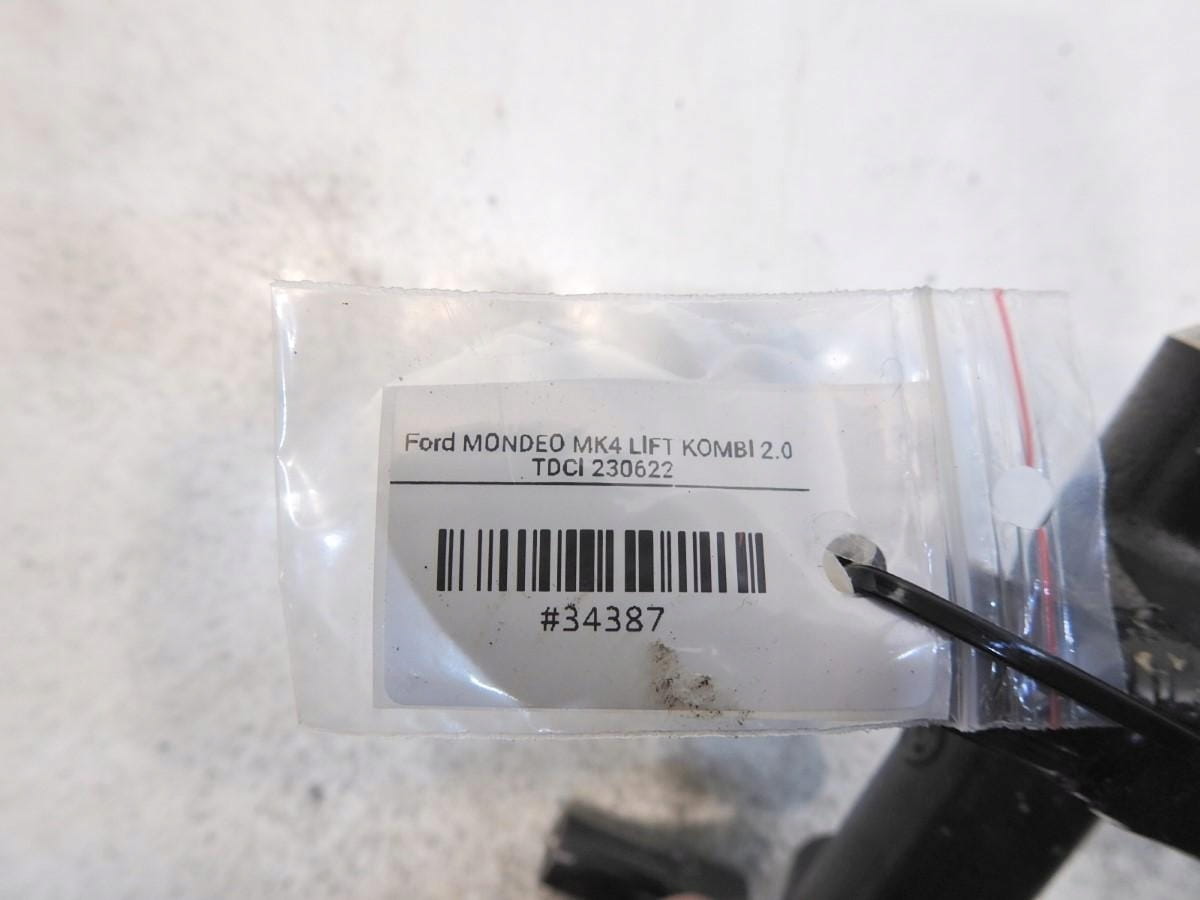 Ford MONDEO MK4 LIFT KOMBI 2.0
TDCI 230622
#34387